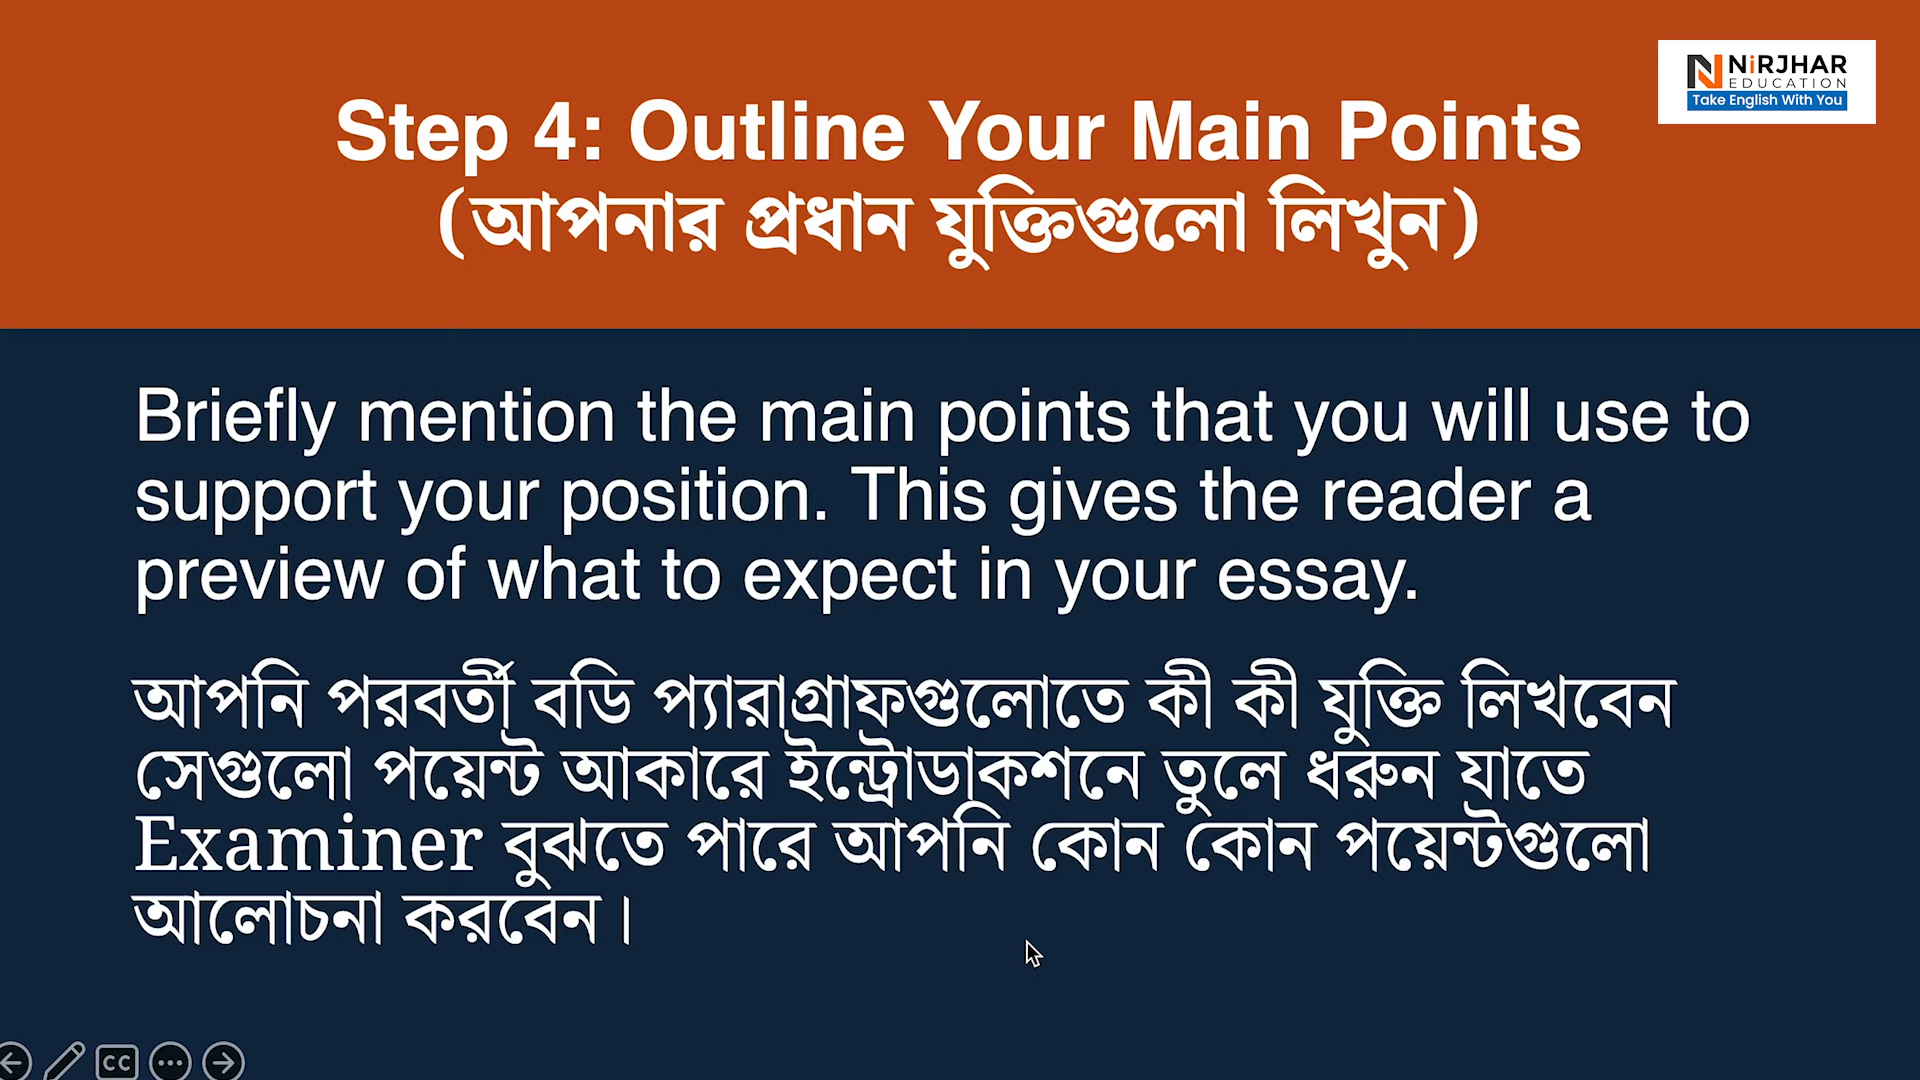 NiRJHAR
EDUCATION
Take English With You
Step 4: Outline Your Main Points
(আপনার প্রধান যুক্তিগুলো লিখুন)
Briefly mention the main points that you will use to
support your position. This gives the reader a
preview of what to expect in your essay.
আপনি পরবর্তী বডি প্যারাগ্রাফগুলোতে কী কী যুক্তি লিখবেন
সেগুলো পয়েন্ট আকারে ইন্ট্রোডাকশনে তুলে ধরুন যাতে
Examiner বুঝতে পারে আপনি কোন কোন পয়েন্টগুলো
আলোচনা করবেন।
CC